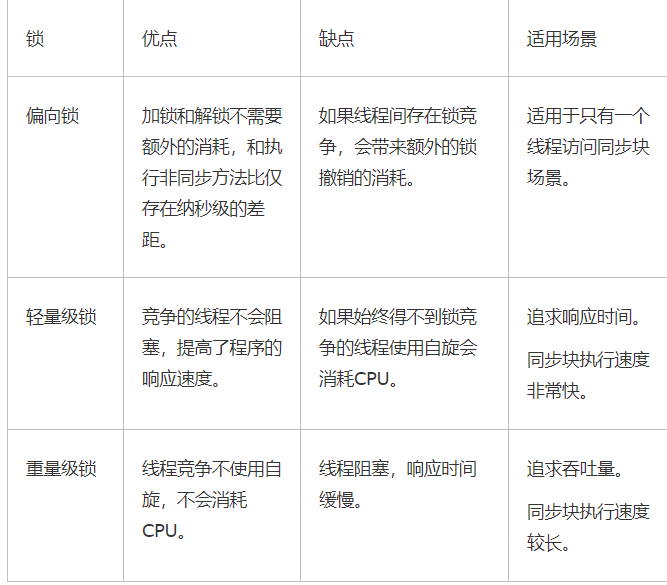 锁
优点
缺点
适用场景
偏向锁
加锁和解锁不需要
额外的消耗，和执
行非同步方法比仅
存在纳秒级的差
距。
如果线程间存在锁竞
争，会带来额外的锁
撤销的消耗。
适用于只有一个
线程访问同步块
场景。
轻量级锁
竞争的线程不会阻
塞，提高了程序的
响应速度。
如果始终得不到锁竞
争的线程使用自旋会
消耗CPU。
追求响应时间。
同步块执行速度
非常快。
重量级锁
线程竞争不使用自
旋，不会消耗
CPU。
线程阻塞，响应时间
缓慢。
追求吞吐量。
同步块执行速度
较长。